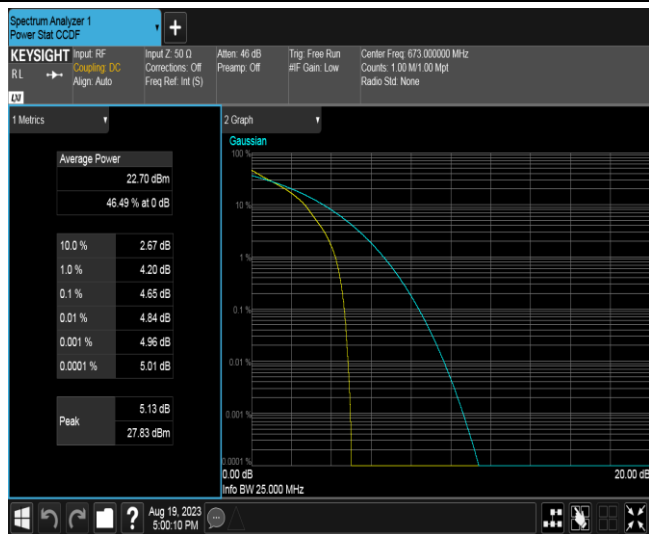 Spectrum Analyzer 1
Power Stat CCDF
+
KEYSIGHT
RL
LXI
Input: RF
Coupling: DC
Align: Auto
Input Z: 50 Ω
Corrections: Off
Freq Ref: Int (S)
Atten: 46 dB
Preamp: Off
Trig: Free Run
#IF Gain: Low
Center Freq: 673.000000 MHz
Counts: 1.00 M/1.00 Mpt
Radio Std: None
1 Metrics
Average Power
22.70 dBm
46.49 % at 0 dB
10.0 % 2.67 dB
1.0 % 4.20 dB
0.1 % 4.65 dB
0.01 % 4.84 dB
0.001 % 4.96 dB
0.0001 % 5.01 dB
Peak 5.13 dB
27.83 dBm
2 Graph
Gaussian
100 %
10 %
1 %
0.1 %
0.01 %
0.001 %
0.0001 %
0.00 dB 20.00 dB
Info BW 25.000 MHz
?
Aug 19, 2023
5:00:10 PM